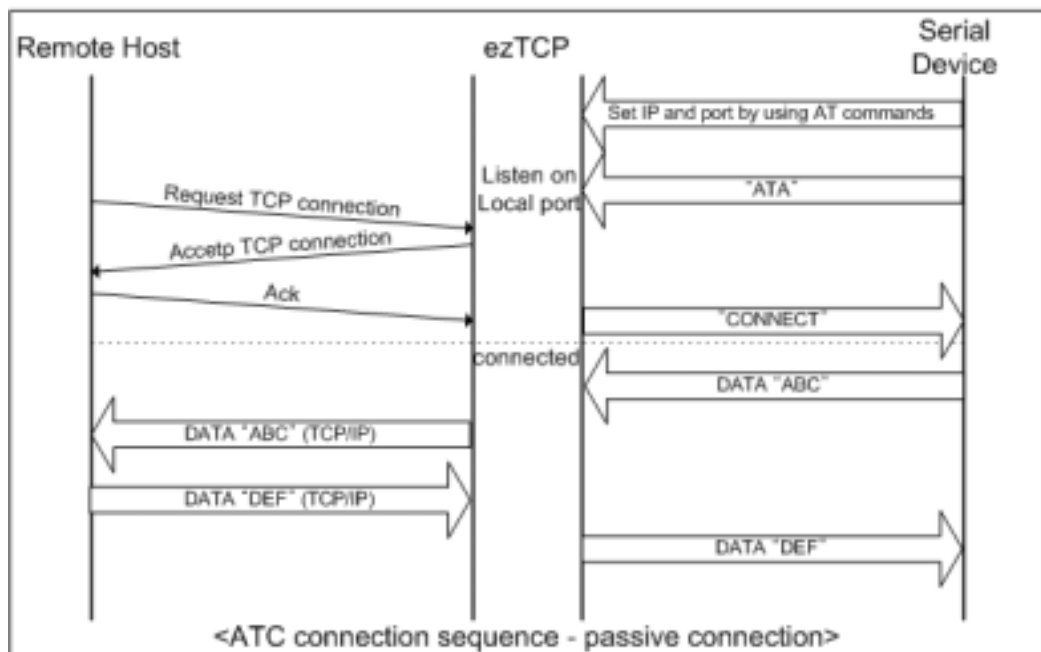 Remote Host
ezTCP
Serial
Device
Set IP and port by using AT commands
Listen on
Local port
"ATA"
Request TCP connection
Accetp TCP connection
Ack
"CONNECT"
connected
DATA "ABC"
DATA "ABC" (TCP/IP)
DATA "DEF" (TCP/IP)
DATA "DEF"
<ATC connection sequence - passive connection>